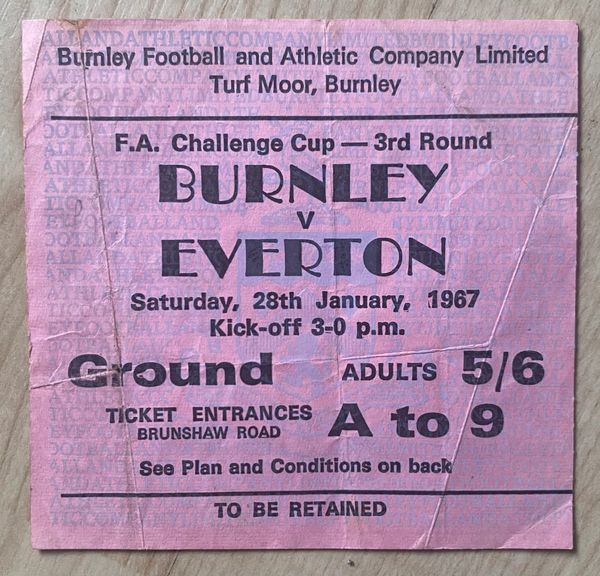 Burnley Football and Athletic Company Limited
Turf Moor, Burnley
F.A. Challenge Cup — 3rd Round
BURNLEY
v
EVERTON
Saturday, 28th January, 1967
Kick-off 3-0 p.m.
Ground ADULTS 5/6
TICKET ENTRANCES A to 9
BRUNSHAW ROAD
See Plan and Conditions on back
TO BE RETAINED